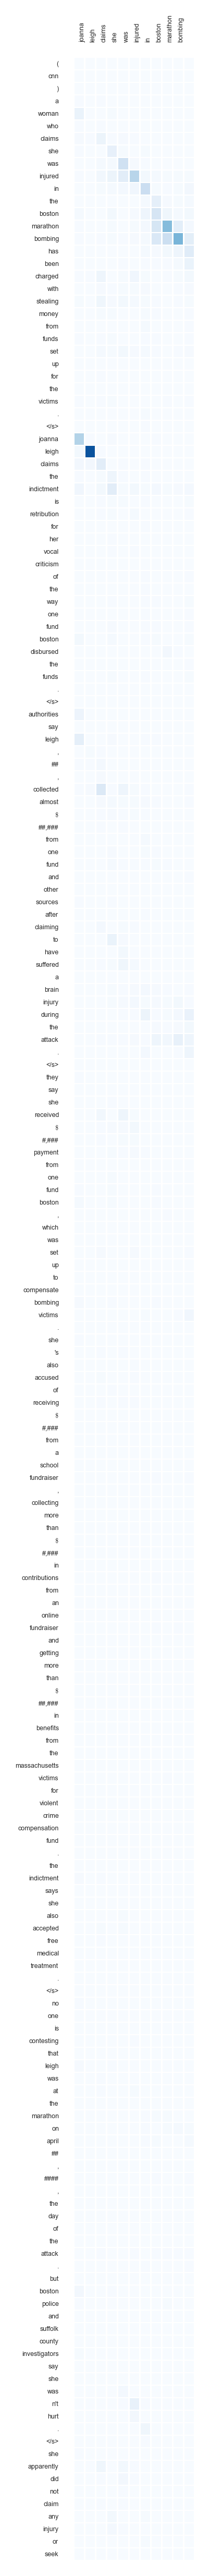 joanna
leigh
claims
she
was
injured
in
boston
marathon
bombing
(
cnn
)
a
woman
who
claims
she
was
injured
in
the
boston
marathon
bombing
has
been
charged
with
stealing
money
from
funds
set
up
for
the
victims
.
</s>
joanna
leigh
claims
the
indictment
is
retribution
for
her
vocal
criticism
of
the
way
one
fund
boston
disbursed
the
funds
.
</s>
authorities
say
leigh
,
##
,
collected
almost
$
##,###
from
one
fund
and
other
sources
after
claiming
to
have
suffered
a
brain
injury
during
the
attack
.
</s>
they
say
she
received
$
#,###
payment
from
one
fund
boston
,
which
was
set
up
to
compensate
bombing
victims
.
she
's
also
accused
of
receiving
$
#,###
from
a
school
fundraiser
,
collecting
more
than
$
#,###
in
contributions
from
an
online
fundraiser
and
getting
more
than
$
##,###
in
benefits
from
the
massachusetts
victims
for
violent
crime
compensation
fund
.
the
indictment
says
she
also
accepted
free
medical
treatment
.
</s>
no
one
is
contesting
that
leigh
was
at
the
marathon
on
april
##
,
####
,
the
day
of
the
attack
.
but
boston
police
and
suffolk
county
investigators
say
she
was
n't
hurt
.
</s>
she
apparently
did
not
claim
any
injury
or
seek